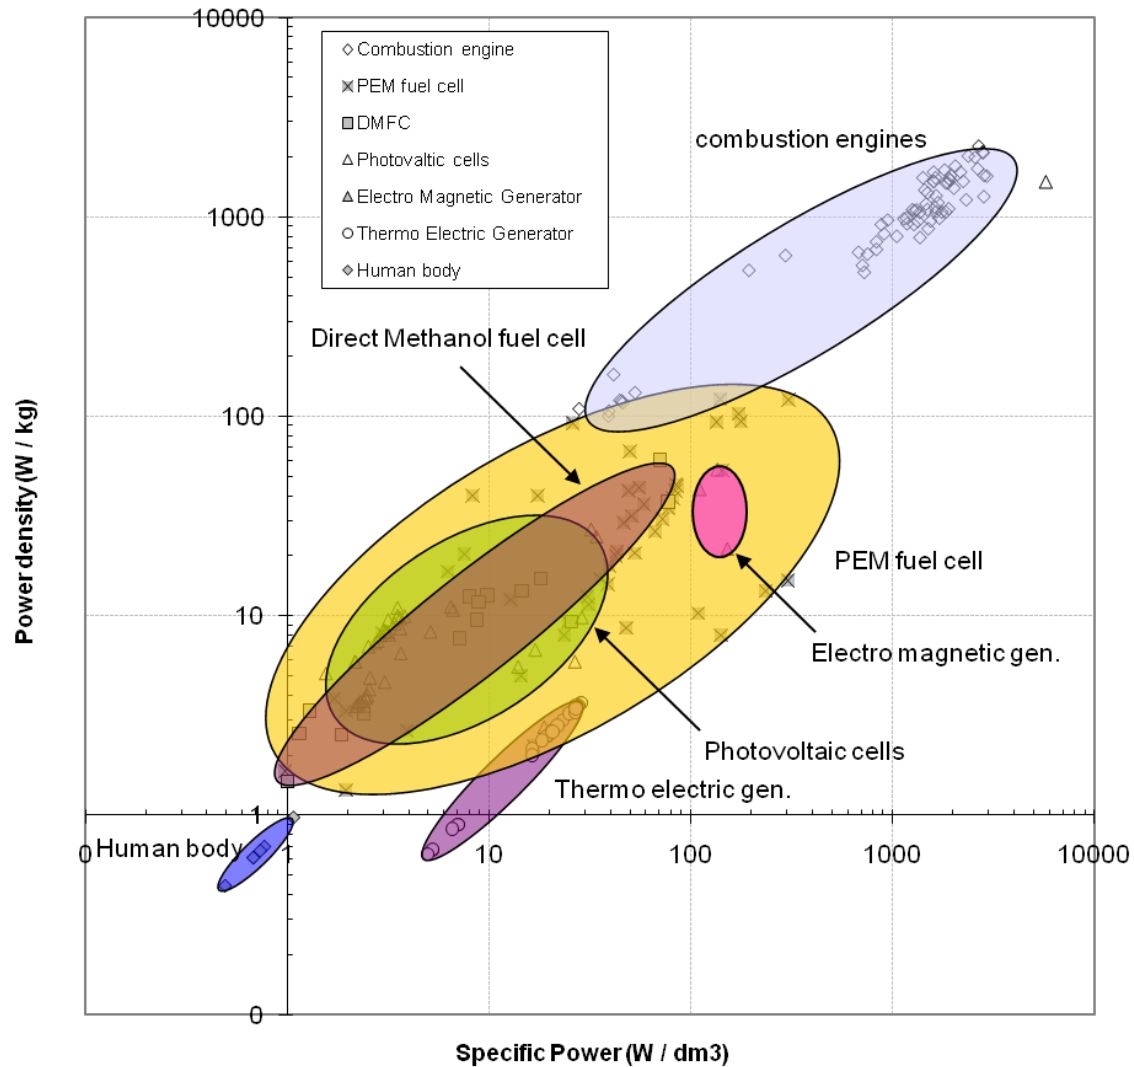 10000
Combustion engine
PEM fuel cell
DMFC
Photovaltic cells
Electro Magnetic Generator
Thermo Electric Generator
Human body
combustion engines
1000
Direct Methanol fuel cell
100
Power density (W / kg)
PEM fuel cell
10
Electro magnetic gen.
Photovoltaic cells
Thermo electric gen.
1
Human body
0 1 10 100 1000 10000
0
Specific Power (W / dm3)